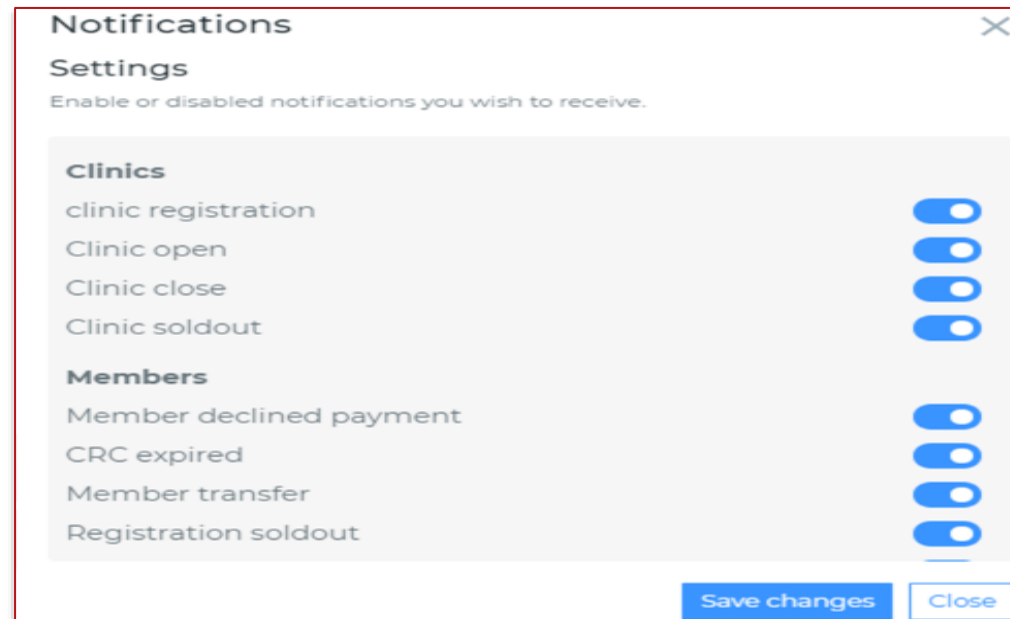 Notifications
Settings
Enable or disabled notifications you wish to receive.
Clinics
clinic registration
Clinic open
Clinic close
Clinic soldout
Members
Member declined payment
CRC expired
Member transfer
Registration soldout
Save changes
Close